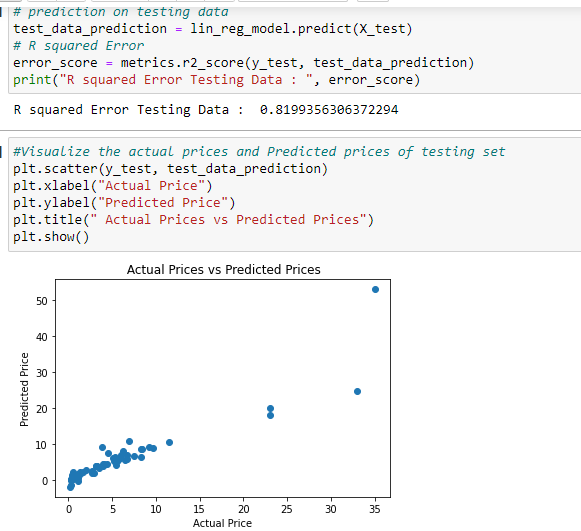 # prediction on testing data
test_data_prediction = lin_reg_model.predict(X_test)
# R squared Error
error_score = metrics.r2_score(y_test, test_data_prediction)
print("R squared Error Testing Data : ", error_score)
R squared Error Testing Data :  0.8199356306372294
#Visualize the actual prices and Predicted prices of testing set
plt.scatter(y_test, test_data_prediction)
plt.xlabel("Actual Price")
plt.ylabel("Predicted Price")
plt.title(" Actual Prices vs Predicted Prices")
plt.show()
Actual Prices vs Predicted Prices
50
40
30
20
10
0
Predicted Price
0 5 10 15 20 25 30 35
Actual Price